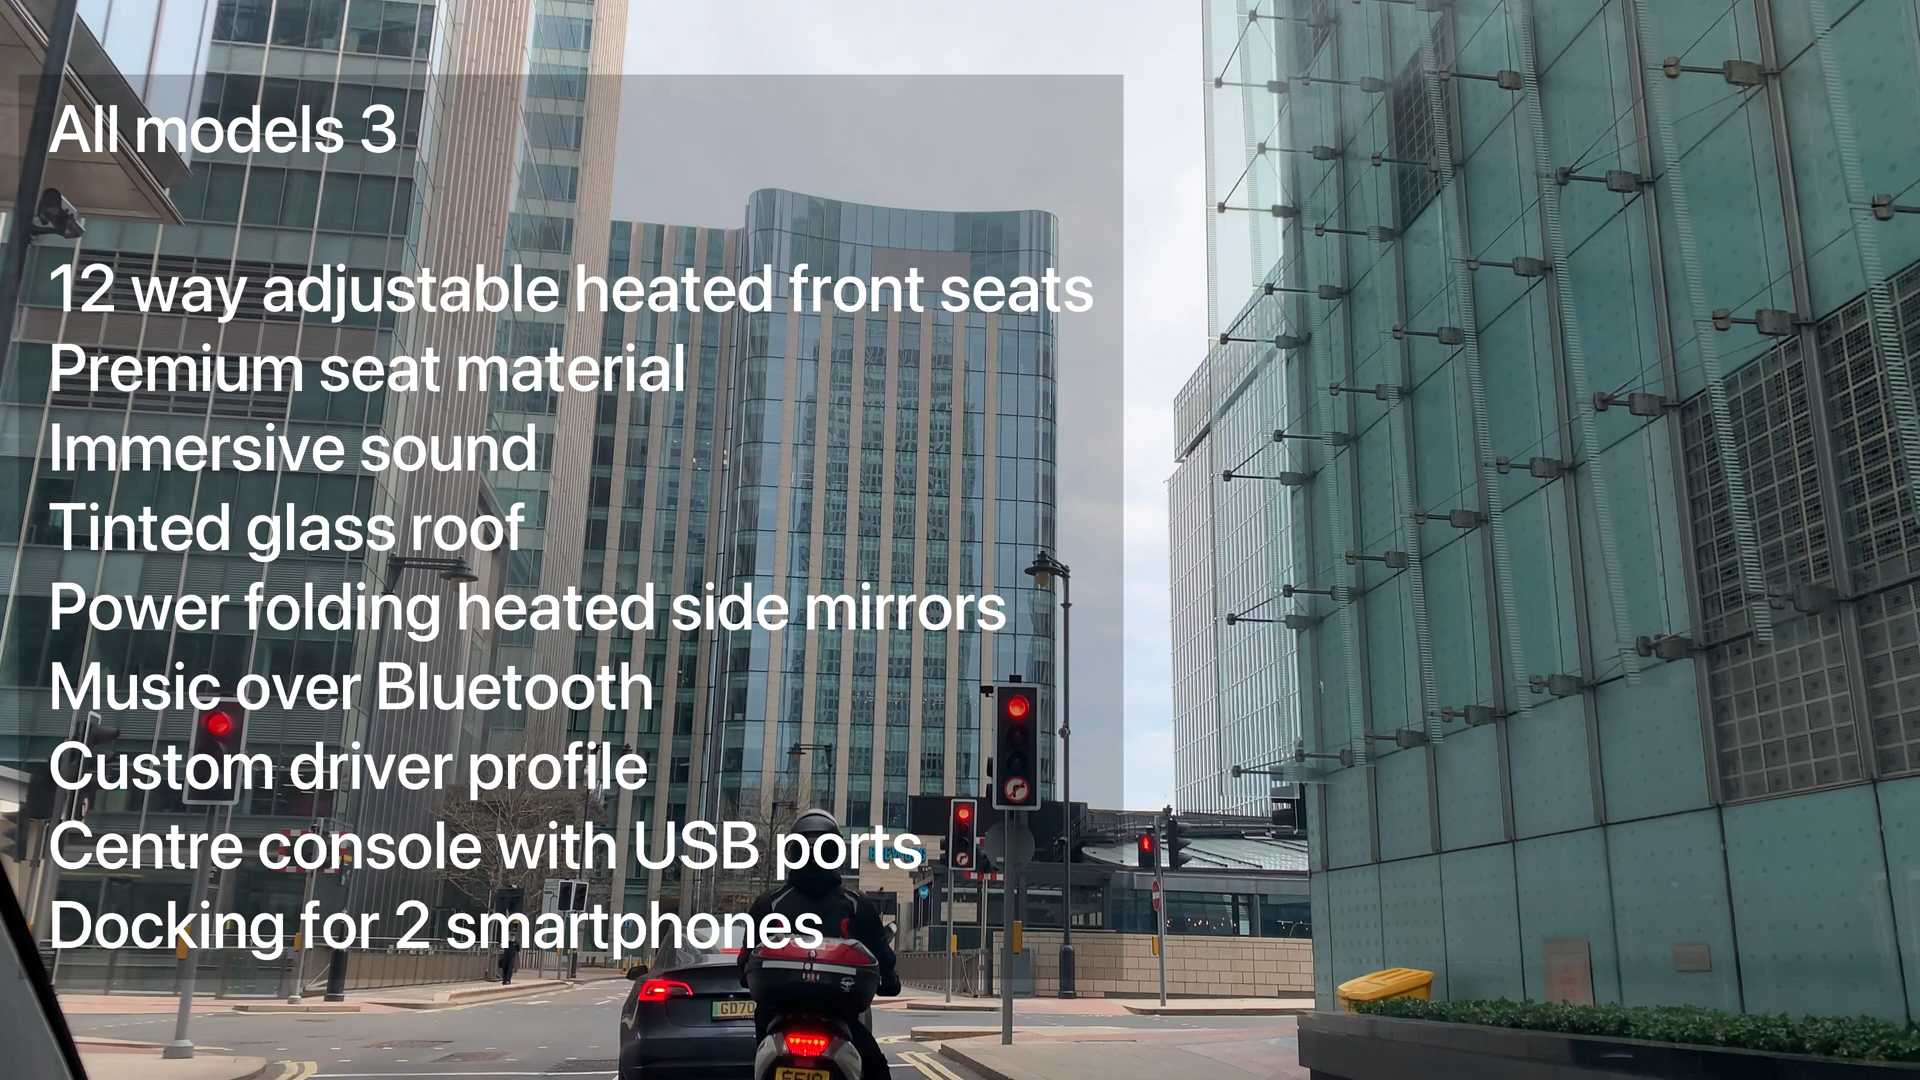 All models 3
12 way adjustable heated front seats
Premium seat material
Immersive sound
Tinted glass roof
Power folding heated side mirrors
Music over Bluetooth
Custom driver profile
Centre console with USB ports
Docking for 2 smartphones
GD70